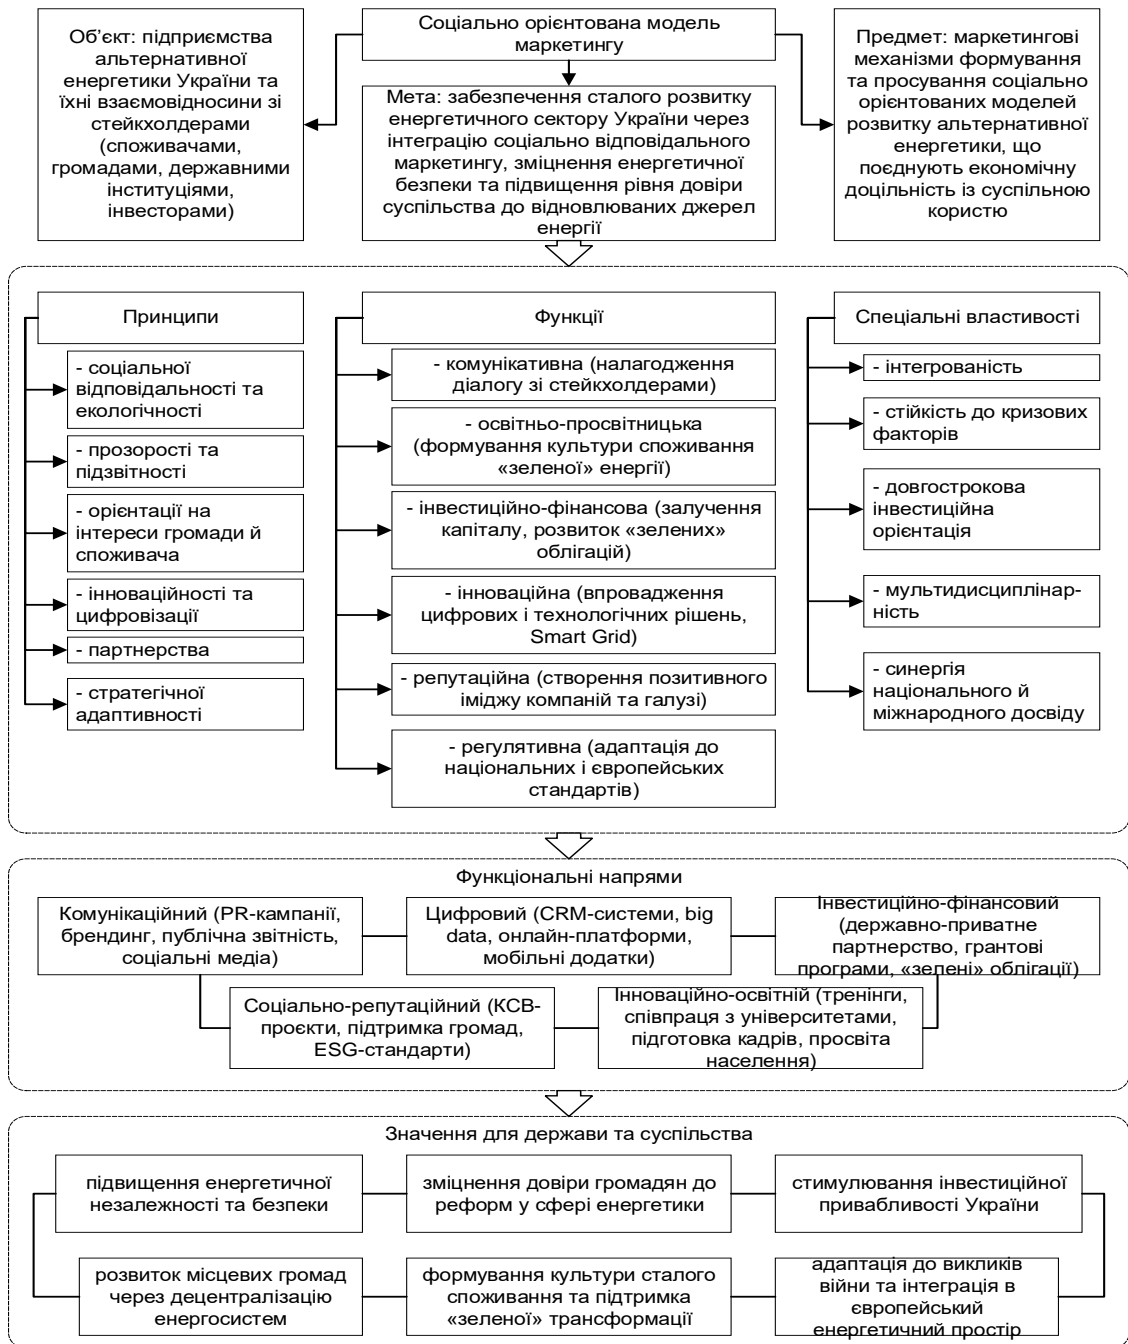 Соціально орієнтована модель
маркетингу
Об’єкт: підприємства
альтернативної
енергетики України та
їхні взаємовідносини зі
стейкхолдерами
(споживачами,
громадами, державними
інституціями,
інвесторами)
Мета: забезпечення сталого розвитку
енергетичного сектору України через
інтеграцію соціально відповідального
маркетингу, зміцнення енергетичної
безпеки та підвищення рівня довіри
суспільства до відновлюваних джерел
енергії
Предмет: маркетингові
механізми формування
та просування соціально
орієнтованих моделей
розвитку альтернативної
енергетики, що
поєднують економічну
доцільність із суспільною
користю
Принципи
- соціальної
відповідальності та
екологічності
- прозорості та
підзвітності
- орієнтації на
інтереси громади й
споживача
- інноваційності та
цифровізації
- партнерства
- стратегічної
адаптивності
Функції
- комунікативна (налагодження
діалогу зі стейкхолдерами)
- освітньо-просвітницька
(формування культури споживання
«зеленої» енергії)
- інвестиційно-фінансова (залучення
капіталу, розвиток «зелених»
облігацій)
- інноваційна (впровадження
цифрових і технологічних рішень,
Smart Grid)
- репутаційна (створення позитивного
іміджу компаній та галузі)
- регулятивна (адаптація до
національних і європейських
стандартів)
Спеціальні властивості
- інтегрованість
- стійкість до кризових
факторів
- довгострокова
інвестиційна
орієнтація
- мультидисциплінар-
ність
- синергія
національного й
міжнародного досвіду
Функціональні напрями
Комунікаційний (PR-кампанії,
брендинг, публічна звітність,
соціальні медіа)
Цифровий (CRM-системи, big
data, онлайн-платформи,
мобільні додатки)
Інвестиційно-фінансовий
(державно-приватне
партнерство, грантові
програми, «зелені» облігації)
Соціально-репутаційний (КСВ-
проєкти, підтримка громад,
ESG-стандарти)
Інноваційно-освітній (тренінги,
співпраця з університетами,
підготовка кадрів, просвіта
населення)
Значення для держави та суспільства
підвищення енергетичної
незалежності та безпеки
зміцнення довіри громадян до
реформ у сфері енергетики
стимулювання інвестиційної
привабливості України
розвиток місцевих громад
через децентралізацію
енергосистем
формування культури сталого
споживання та підтримка
«зеленої» трансформації
адаптація до викликів
війни та інтеграція в
європейський
енергетичний простір